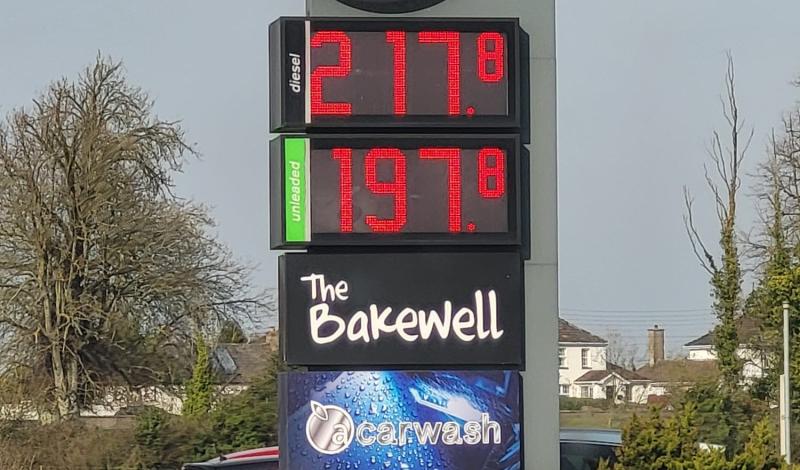 diesel 217.8
unleaded 197.8
The
Bakewell
a carwash